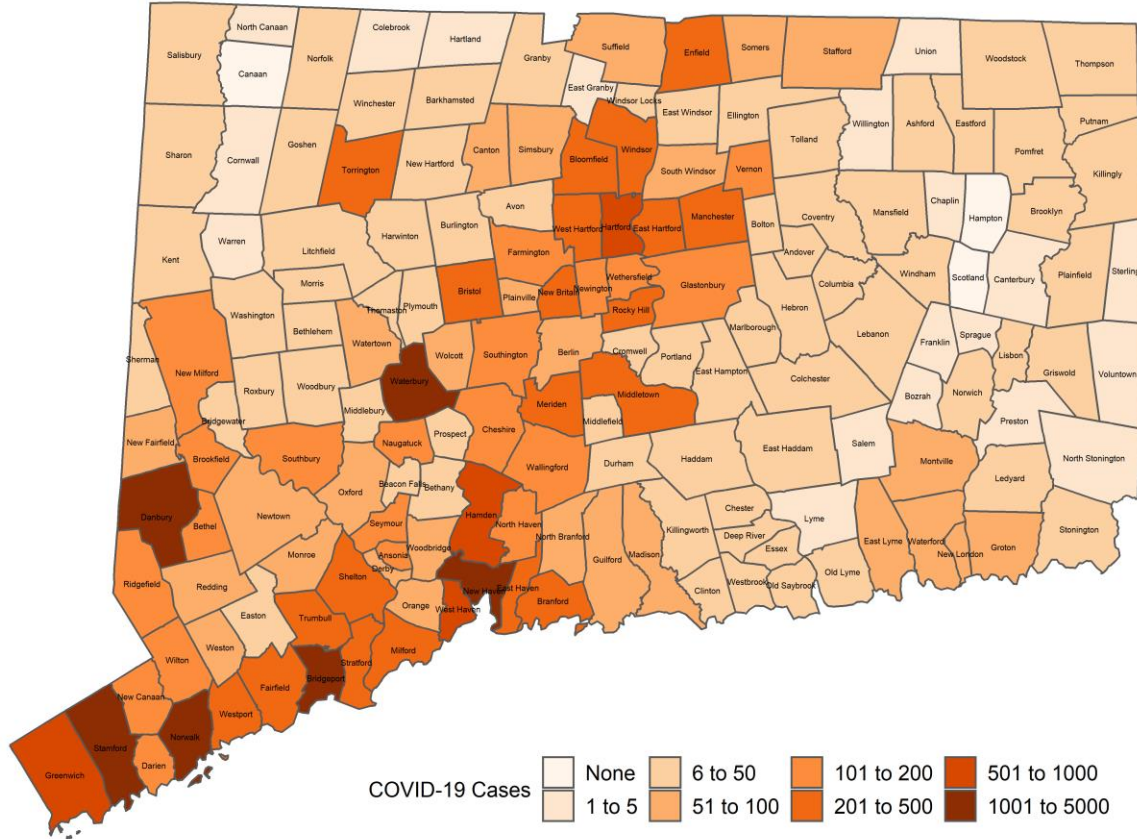 North Canaan
Colebrook
Hartland
Suffield
Enfield
Somers
Stafford
Union
Woodstock
Thompson
Salisbury
Canaan
Norfolk
Granby
East Granby
Windsor Locks
East Windsor
Ellington
Winchester
Barkhamsted
Tolland
Willington
Ashford
Eastford
Putnam
Pomfret
Killingly
Sharon
Cornwall
Goshen
Torrington
New Hartford
Canton
Simsbury
Bloomfield
Windsor
South Windsor
Vernon
Avon
West Hartford
Hartford
East Hartford
Manchester
Bolton
Coventry
Mansfield
Chaplin
Hampton
Brooklyn
Kent
Warren
Litchfield
Harwinton
Burlington
Farmington
Andover
Columbia
Windham
Scotland
Canterbury
Plainfield
Sterling
Morris
Washington
Bethlehem
Thomaston
Plymouth
Bristol
Plainville
New Britain
Newington
Wethersfield
Rocky Hill
Glastonbury
Hebron
Marlborough
Lebanon
Franklin
Sprague
Lisbon
Griswold
Voluntown
Sherman
New Milford
Roxbury
Woodbury
Watertown
Waterbury
Wolcott
Southington
Berlin
Cromwell
Portland
East Hampton
Colchester
Bozrah
Norwich
Preston
Bridgewater
Middlebury
Naugatuck
Prospect
Cheshire
Meriden
Middletown
Middlefield
New Fairfield
Brookfield
Southbury
Beacon Falls
Bethany
Wallingford
Durham
Haddam
East Haddam
Salem
Montville
North Stonington
Ledyard
Danbury
Bethel
Newtown
Oxford
Seymour
Ansonia
Derby
Woodbridge
Hamden
North Haven
North Branford
Guilford
Madison
Killingworth
Chester
Deep River
Essex
Lyme
East Lyme
Waterford
New London
Groton
Stonington
Ridgefield
Redding
Monroe
Shelton
Orange
West Haven
New Haven
East Haven
Branford
Clinton
Westbrook
Old Saybrook
Old Lyme
Easton
Trumbull
Weston
Wilton
Milford
Stratford
Bridgeport
Fairfield
Westport
New Canaan
Norwalk
Darien
Stamford
Greenwich
COVID-19 Cases
None
6 to 50
101 to 200
501 to 1000
1 to 5
51 to 100
201 to 500
1001 to 5000